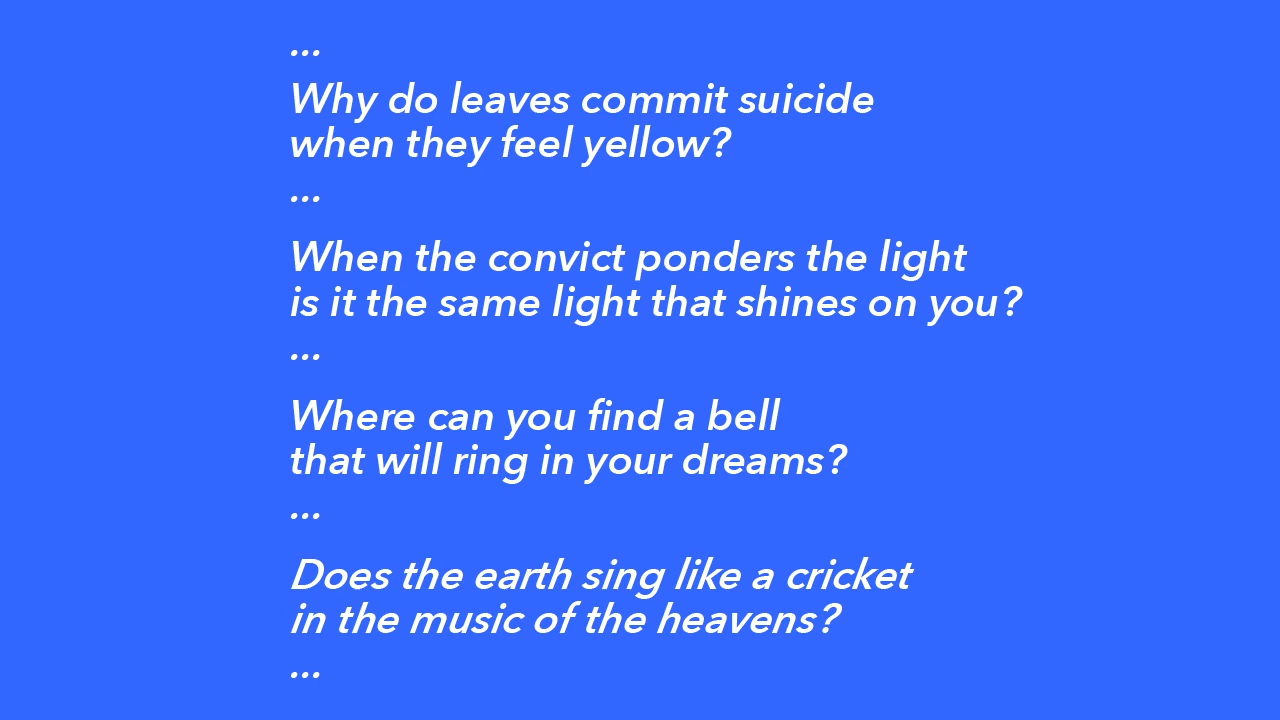 ...
Why do leaves commit suicide
when they feel yellow?
...
When the convict ponders the light
is it the same light that shines on you?
...
Where can you find a bell
that will ring in your dreams?
...
Does the earth sing like a cricket
in the music of the heavens?
...